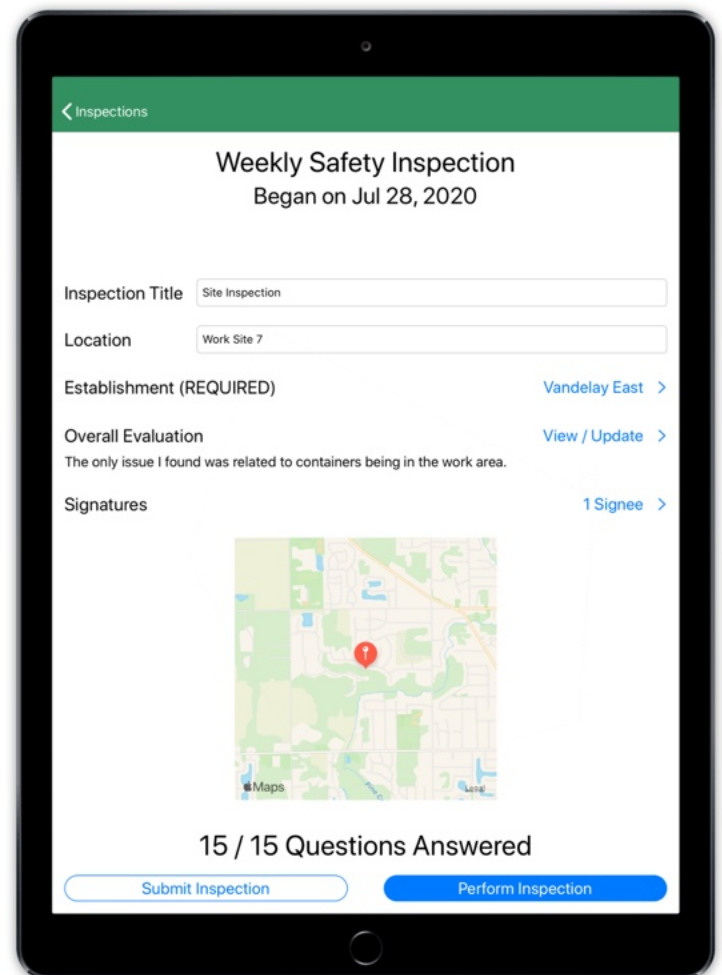 Inspections
Weekly Safety Inspection
Began on Jul 28, 2020
Inspection Title Site Inspection
Location Work Site 7
Establishment (REQUIRED) Vandelay East
Overall Evaluation View / Update
The only issue I found was related to containers being in the work area.
Signatures 1 Signee
Maps Legal
15 / 15 Questions Answered
Submit Inspection Perform Inspection